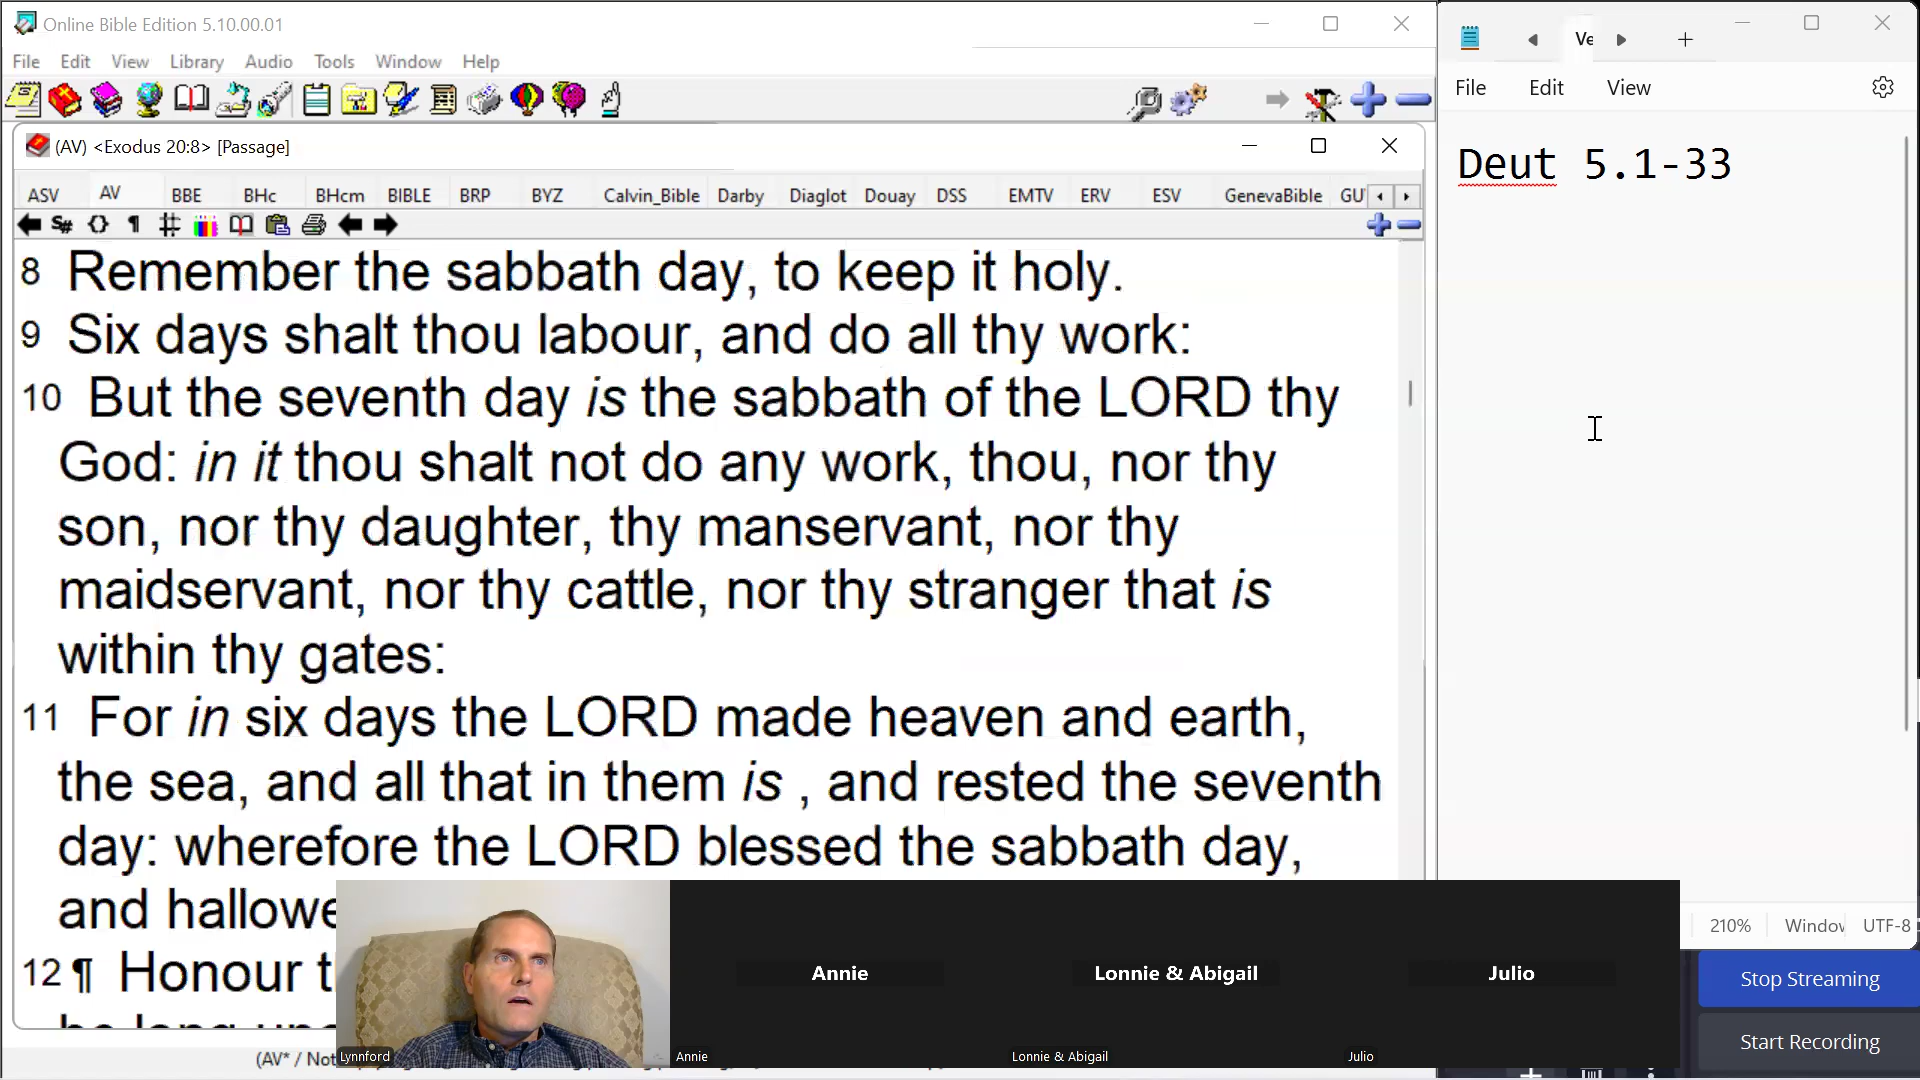 Online Bible Edition 5.10.00.01
File Edit View Library Audio Tools Window Help
(AV) <Exodus 20:8> [Passage]
ASV AV BBE BHc BHcm BIBLE BRP BYZ Calvin_Bible Darby Diaglot Douay DSS EMTV ERV ESV GenevaBible GU
8 Remember the sabbath day, to keep it holy.
9 Six days shalt thou labour, and do all thy work:
10 But the seventh day is the sabbath of the LORD thy
God: in it thou shalt not do any work, thou, nor thy
son, nor thy daughter, thy manservant, nor thy
maidservant, nor thy cattle, nor thy stranger that is
within thy gates:
11 For in six days the LORD made heaven and earth,
the sea, and all that in them is , and rested the seventh
day: wherefore the LORD blessed the sabbath day,
and hallowe
12 ¶ Honour t
(AV* / Not
File Edit View
Deut 5.1-33
210% Window UTF-8
Stop Streaming
Start Recording
Annie
Lonnie & Abigail
Julio
Lynnford
Annie
Lonnie & Abigail
Julio